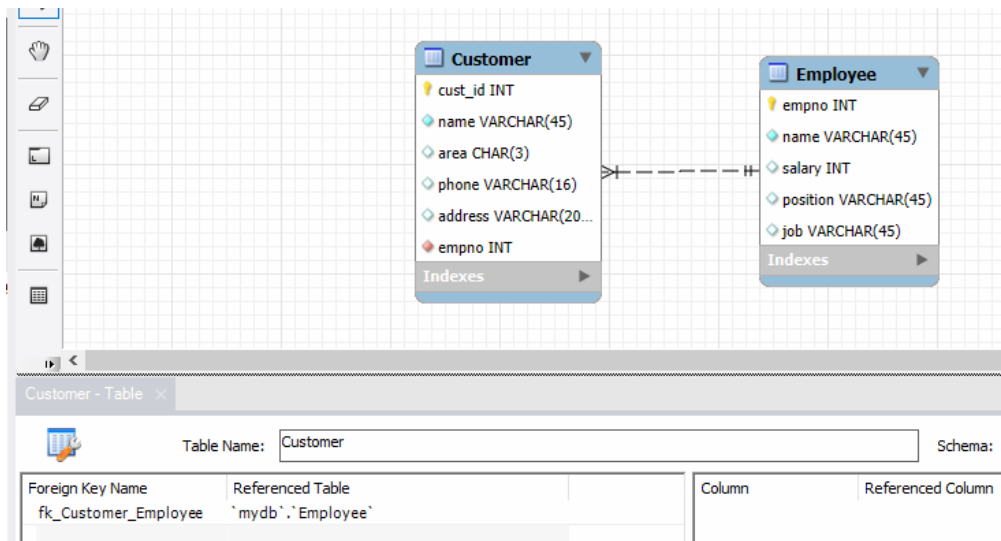 Customer
cust_id INT
name VARCHAR(45)
area CHAR(3)
phone VARCHAR(16)
address VARCHAR(20...
empno INT
Indexes
Employee
empno INT
name VARCHAR(45)
salary INT
position VARCHAR(45)
job VARCHAR(45)
Indexes
Customer - Table
Table Name: Customer Schema:
Foreign Key Name Referenced Table Column Referenced Column
fk_Customer_Employee `mydb`.`Employee`